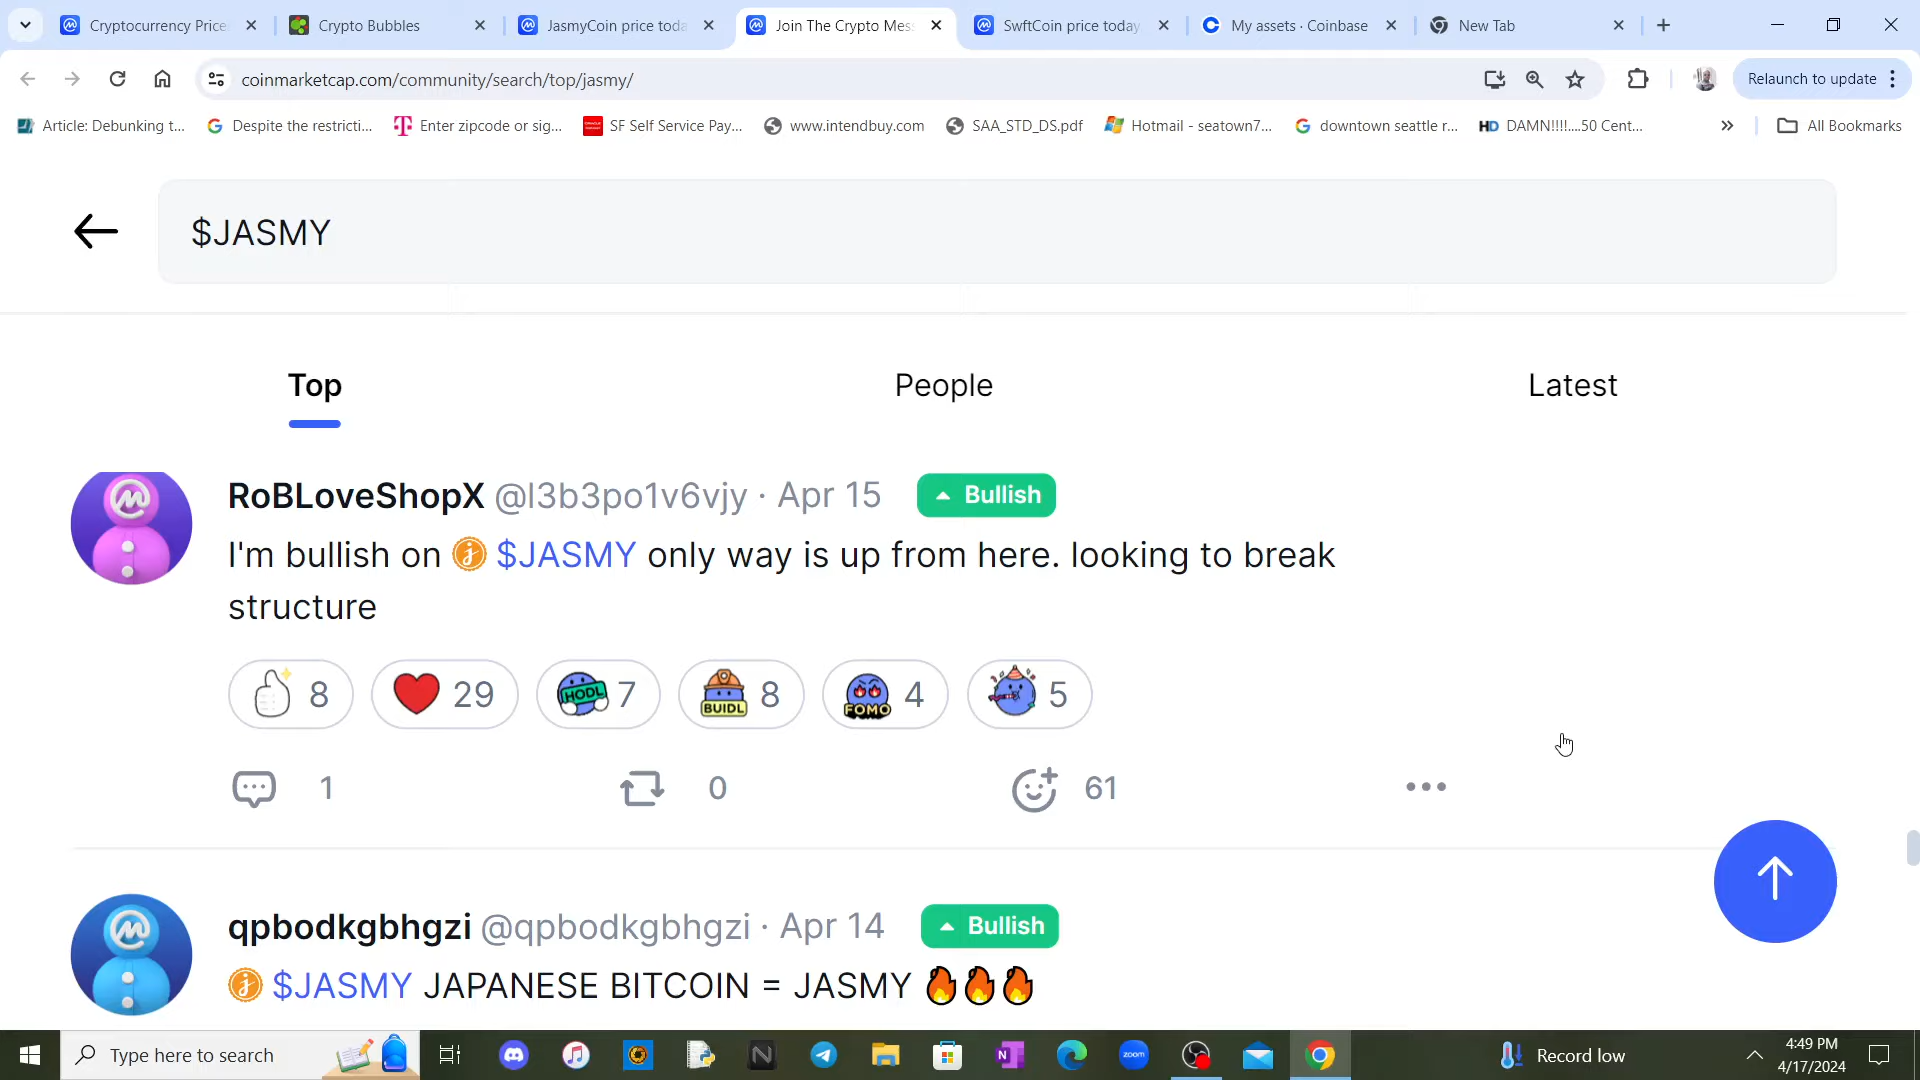 Cryptocurrency Price
Crypto Bubbles
JasmyCoin price toda
Join The Crypto Mes
SwftCoin price today
My assets · Coinbase
New Tab
coinmarketcap.com/community/search/top/jasmy/
Relaunch to update
Article: Debunking t...
Despite the restricti...
Enter zipcode or sig...
SF Self Service Pay...
www.intendbuy.com
SAA_STD_DS.pdf
Hotmail - seatown7...
downtown seattle r...
HD DAMN!!!!....50 Cent...
All Bookmarks
$JASMY
Top
People
Latest
RoBLoveShopX @l3b3po1v6vjy · Apr 15 Bullish
I'm bullish on $JASMY only way is up from here. looking to break
structure
8
29
HODL 7
BUIDL 8
FOMO 4
5
1
0
61
qpbodkgbhgzi @qpbodkgbhgzi · Apr 14 Bullish
$JASMY JAPANESE BITCOIN = JASMY 🔥🔥🔥
Type here to search
zoom
Record low
4:49 PM
4/17/2024